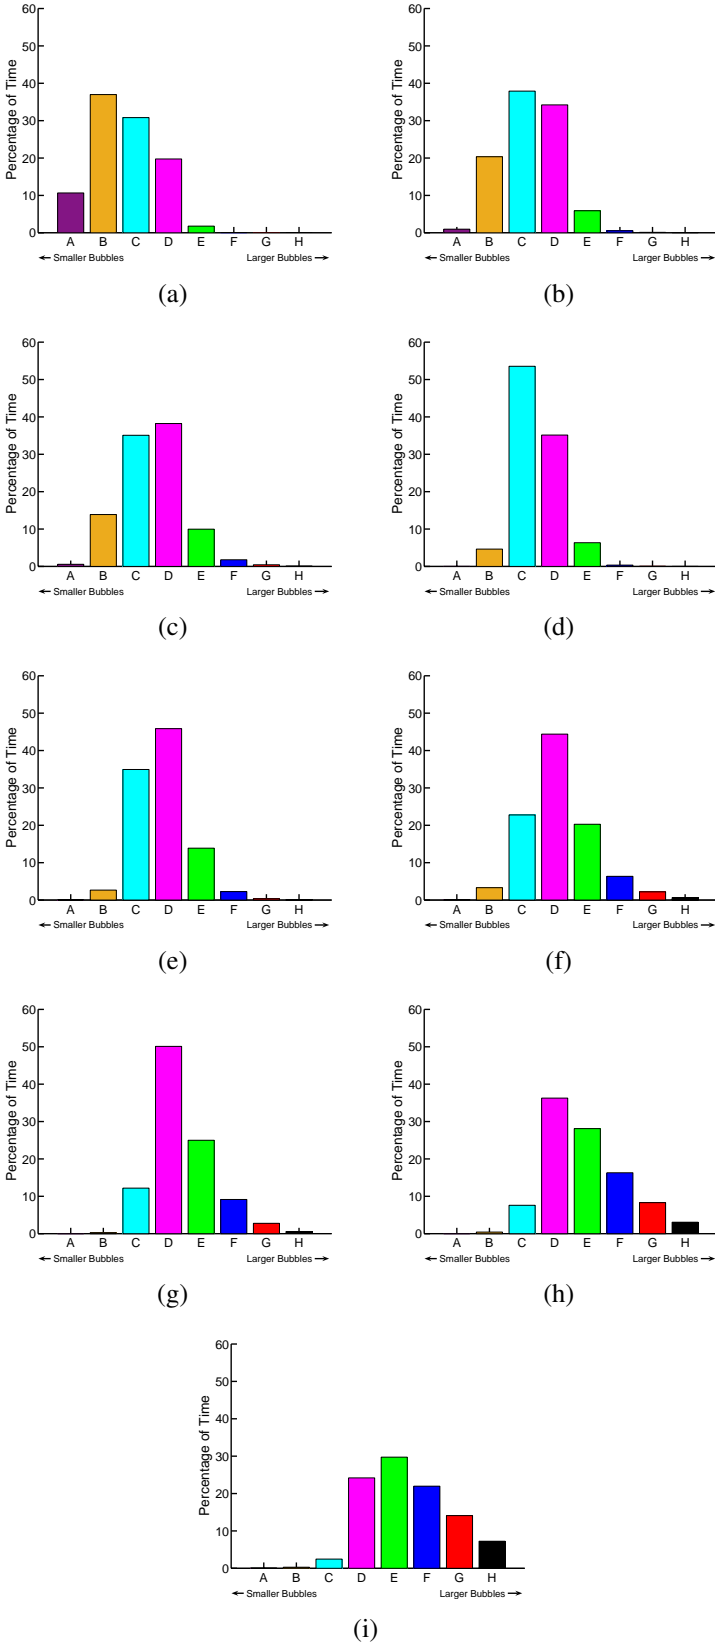 60
50
40
30
20
10
0
Percentage of Time
A B C D E F G H
← Smaller Bubbles Larger Bubbles →
(a)
60
50
40
30
20
10
0
Percentage of Time
A B C D E F G H
← Smaller Bubbles Larger Bubbles →
(b)
60
50
40
30
20
10
0
Percentage of Time
A B C D E F G H
← Smaller Bubbles Larger Bubbles →
(c)
60
50
40
30
20
10
0
Percentage of Time
A B C D E F G H
← Smaller Bubbles Larger Bubbles →
(d)
60
50
40
30
20
10
0
Percentage of Time
A B C D E F G H
← Smaller Bubbles Larger Bubbles →
(e)
60
50
40
30
20
10
0
Percentage of Time
A B C D E F G H
← Smaller Bubbles Larger Bubbles →
(f)
60
50
40
30
20
10
0
Percentage of Time
A B C D E F G H
← Smaller Bubbles Larger Bubbles →
(g)
60
50
40
30
20
10
0
Percentage of Time
A B C D E F G H
← Smaller Bubbles Larger Bubbles →
(h)
60
50
40
30
20
10
0
Percentage of Time
A B C D E F G H
← Smaller Bubbles Larger Bubbles →
(i)